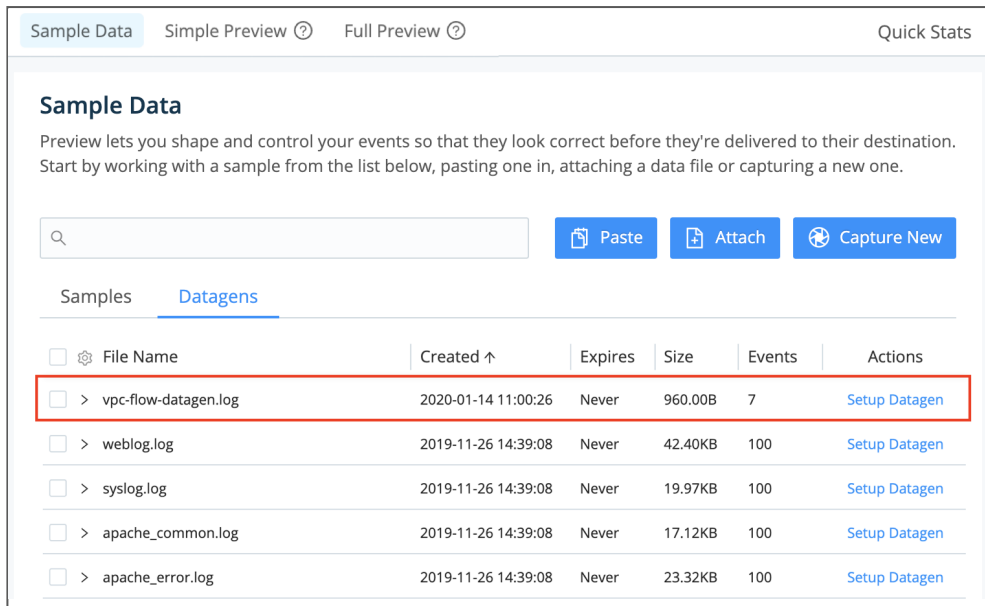 Sample Data Simple Preview ? Full Preview ? Quick Stats
Sample Data
Preview lets you shape and control your events so that they look correct before they're delivered to their destination.
Start by working with a sample from the list below, pasting one in, attaching a data file or capturing a new one.
Paste Attach Capture New
Samples Datagens
File Name Created ↑ Expires Size Events Actions
> vpc-flow-datagen.log 2020-01-14 11:00:26 Never 960.00B 7 Setup Datagen
> weblog.log 2019-11-26 14:39:08 Never 42.40KB 100 Setup Datagen
> syslog.log 2019-11-26 14:39:08 Never 19.97KB 100 Setup Datagen
> apache_common.log 2019-11-26 14:39:08 Never 17.12KB 100 Setup Datagen
> apache_error.log 2019-11-26 14:39:08 Never 23.32KB 100 Setup Datagen